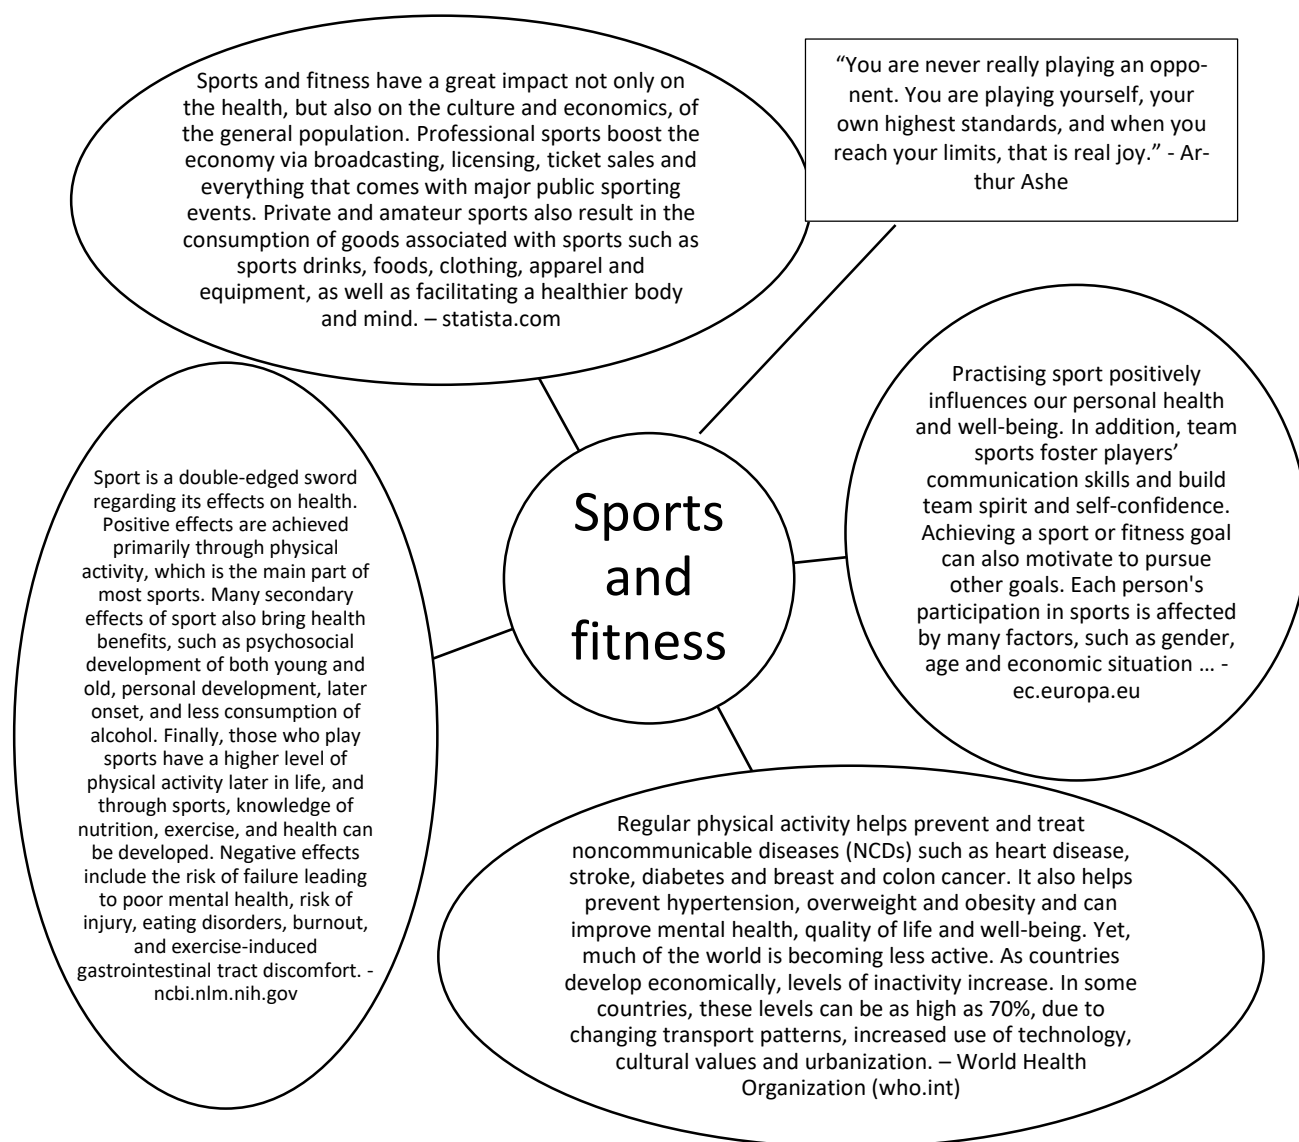 Sports and fitness have a great impact not only on
the health, but also on the culture and economics, of
the general population. Professional sports boost the
economy via broadcasting, licensing, ticket sales and
everything that comes with major public sporting
events. Private and amateur sports also result in the
consumption of goods associated with sports such as
sports drinks, foods, clothing, apparel and
equipment, as well as facilitating a healthier body
and mind. – statista.com
“You are never really playing an oppo-
nent. You are playing yourself, your
own highest standards, and when you
reach your limits, that is real joy.” - Ar-
thur Ashe
Practising sport positively
influences our personal health
and well-being. In addition, team
sports foster players’
communication skills and build
team spirit and self-confidence.
Achieving a sport or fitness goal
can also motivate to pursue
other goals. Each person's
participation in sports is affected
by many factors, such as gender,
age and economic situation ... -
ec.europa.eu
Sports
and
fitness
Sport is a double-edged sword
regarding its effects on health.
Positive effects are achieved
primarily through physical
activity, which is the main part of
most sports. Many secondary
effects of sport also bring health
benefits, such as psychosocial
development of both young and
old, personal development, later
onset, and less consumption of
alcohol. Finally, those who play
sports have a higher level of
physical activity later in life, and
through sports, knowledge of
nutrition, exercise, and health can
be developed. Negative effects
include the risk of failure leading
to poor mental health, risk of
injury, eating disorders, burnout,
and exercise-induced
gastrointestinal tract discomfort. -
ncbi.nlm.nih.gov
Regular physical activity helps prevent and treat
noncommunicable diseases (NCDs) such as heart disease,
stroke, diabetes and breast and colon cancer. It also helps
prevent hypertension, overweight and obesity and can
improve mental health, quality of life and well-being. Yet,
much of the world is becoming less active. As countries
develop economically, levels of inactivity increase. In some
countries, these levels can be as high as 70%, due to
changing transport patterns, increased use of technology,
cultural values and urbanization. – World Health
Organization (who.int)